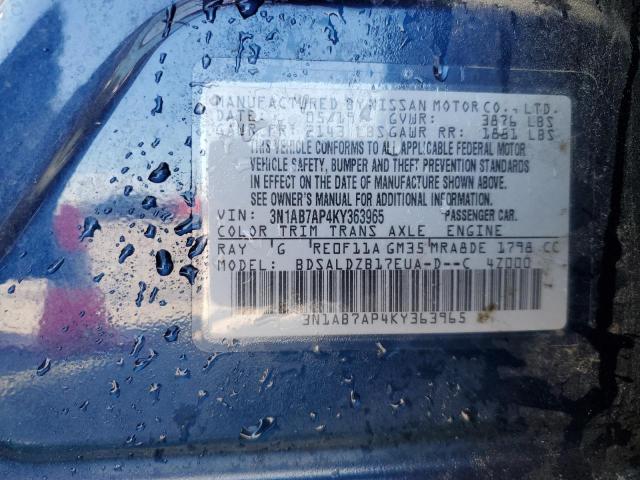 MANUFACTURED BY NISSAN MOTOR CO., LTD.
DATE: 05/19 GVWR: 3876 LBS
GAWR FRT: 2143 LBS GAWR RR: 1881 LBS
THIS VEHICLE CONFORMS TO ALL APPLICABLE FEDERAL MOTOR
VEHICLE SAFETY, BUMPER AND THEFT PREVENTION STANDARDS
IN EFFECT ON THE DATE OF MANUFACTURE SHOWN ABOVE.
SEE OWNER'S MANUAL FOR ADDITIONAL INFORMATION.
VIN: 3N1AB7AP4KY363965 PASSENGER CAR.
COLOR TRIM TRANS AXLE ENGINE
RAY G RE0F11A GM35 MRA8DE 1798 CC
MODEL: BDSALDZB17EUA-D--C 4Z000
3N1AB7AP4KY363965